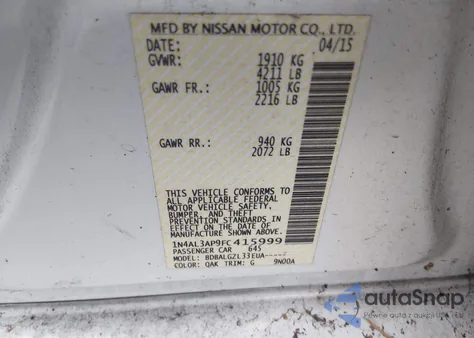 MFD BY NISSAN MOTOR CO., LTD.
DATE: 04/15
GVWR: 1910 KG
4211 LB
GAWR FR.: 1005 KG
2216 LB
GAWR RR.: 940 KG
2072 LB
THIS VEHICLE CONFORMS TO
ALL APPLICABLE FEDERAL
MOTOR VEHICLE SAFETY,
BUMPER, AND THEFT
PREVENTION STANDARDS IN
EFFECT ON THE DATE OF
MANUFACTURE SHOWN ABOVE.
1N4AL3AP9FC415999
PASSENGER CAR 645
MODEL: BDBALGZL33EUA-----
COLOR: QAK TRIM: G 9N00A
autaSnap